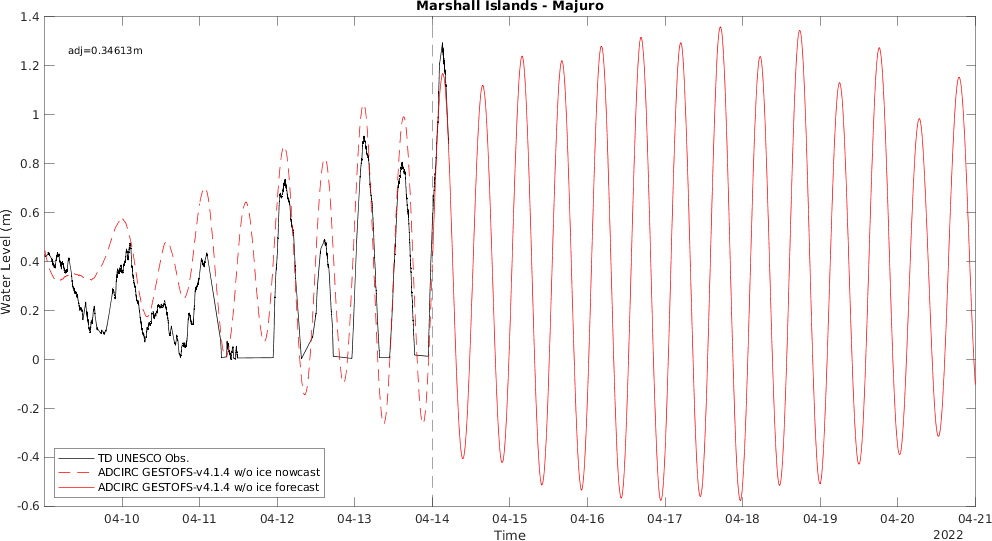 Marshall Islands - Majuro
adj=0.34613m
Water Level (m)
1.4
1.2
1
0.8
0.6
0.4
0.2
0
-0.2
-0.4
-0.6
TD UNESCO Obs.
ADCIRC GESTOFS-v4.1.4 w/o ice nowcast
ADCIRC GESTOFS-v4.1.4 w/o ice forecast
04-10 04-11 04-12 04-13 04-14 04-15 04-16 04-17 04-18 04-19 04-20 04-21
Time
2022